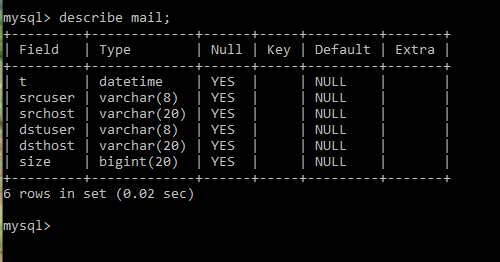 mysql> describe mail;
+---------+-------------+------+-----+---------+-------+
| Field   | Type        | Null | Key | Default | Extra |
+---------+-------------+------+-----+---------+-------+
| t       | datetime    | YES  |     | NULL    |       |
| srcuser | varchar(8)  | YES  |     | NULL    |       |
| srchost | varchar(20) | YES  |     | NULL    |       |
| dstuser | varchar(8)  | YES  |     | NULL    |       |
| dsthost | varchar(20) | YES  |     | NULL    |       |
| size    | bigint(20)  | YES  |     | NULL    |       |
+---------+-------------+------+-----+---------+-------+
6 rows in set (0.02 sec)
mysql>